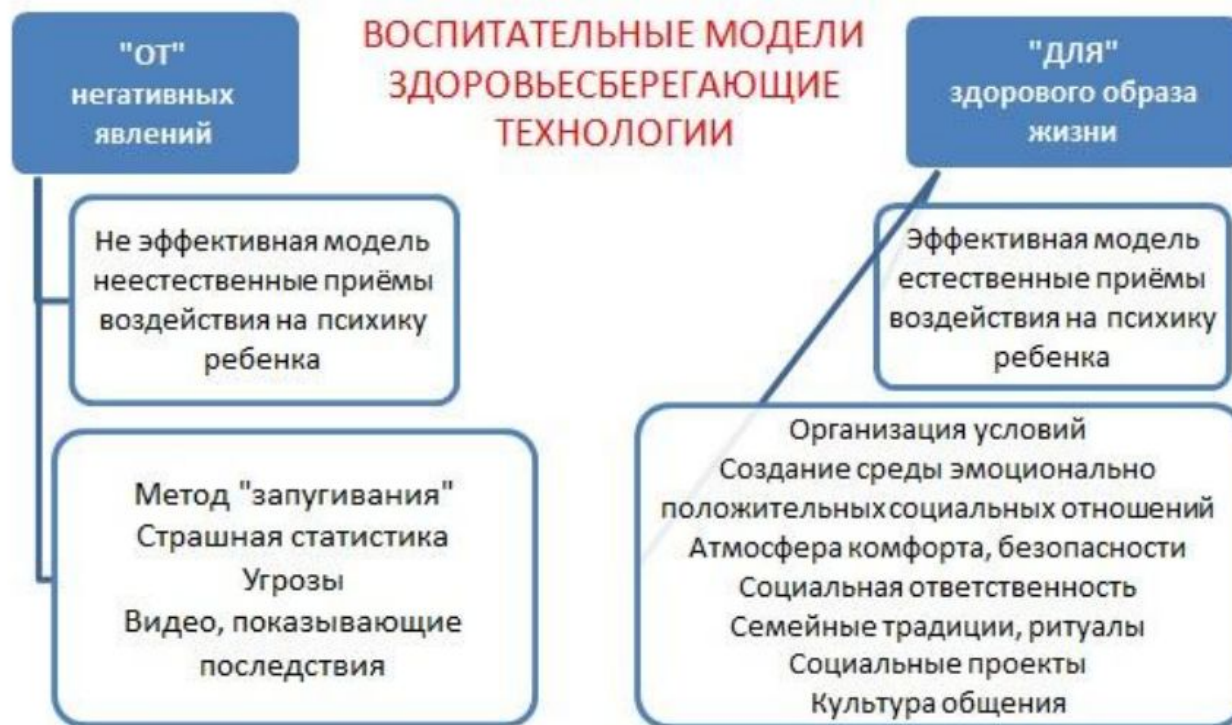 "ОТ"
негативных
явлений
ВОСПИТАТЕЛЬНЫЕ МОДЕЛИ
ЗДОРОВЬЕСБЕРЕГАЮЩИЕ
ТЕХНОЛОГИИ
"ДЛЯ"
здорового образа
жизни
Не эффективная модель
неестественные приёмы
воздействия на психику
ребенка
Эффективная модель
естественные приёмы
воздействия на психику
ребенка
Метод "запугивания"
Страшная статистика
Угрозы
Видео, показывающие
последствия
Организация условий
Создание среды эмоционально
положительных социальных отношений
Атмосфера комфорта, безопасности
Социальная ответственность
Семейные традиции, ритуалы
Социальные проекты
Культура общения